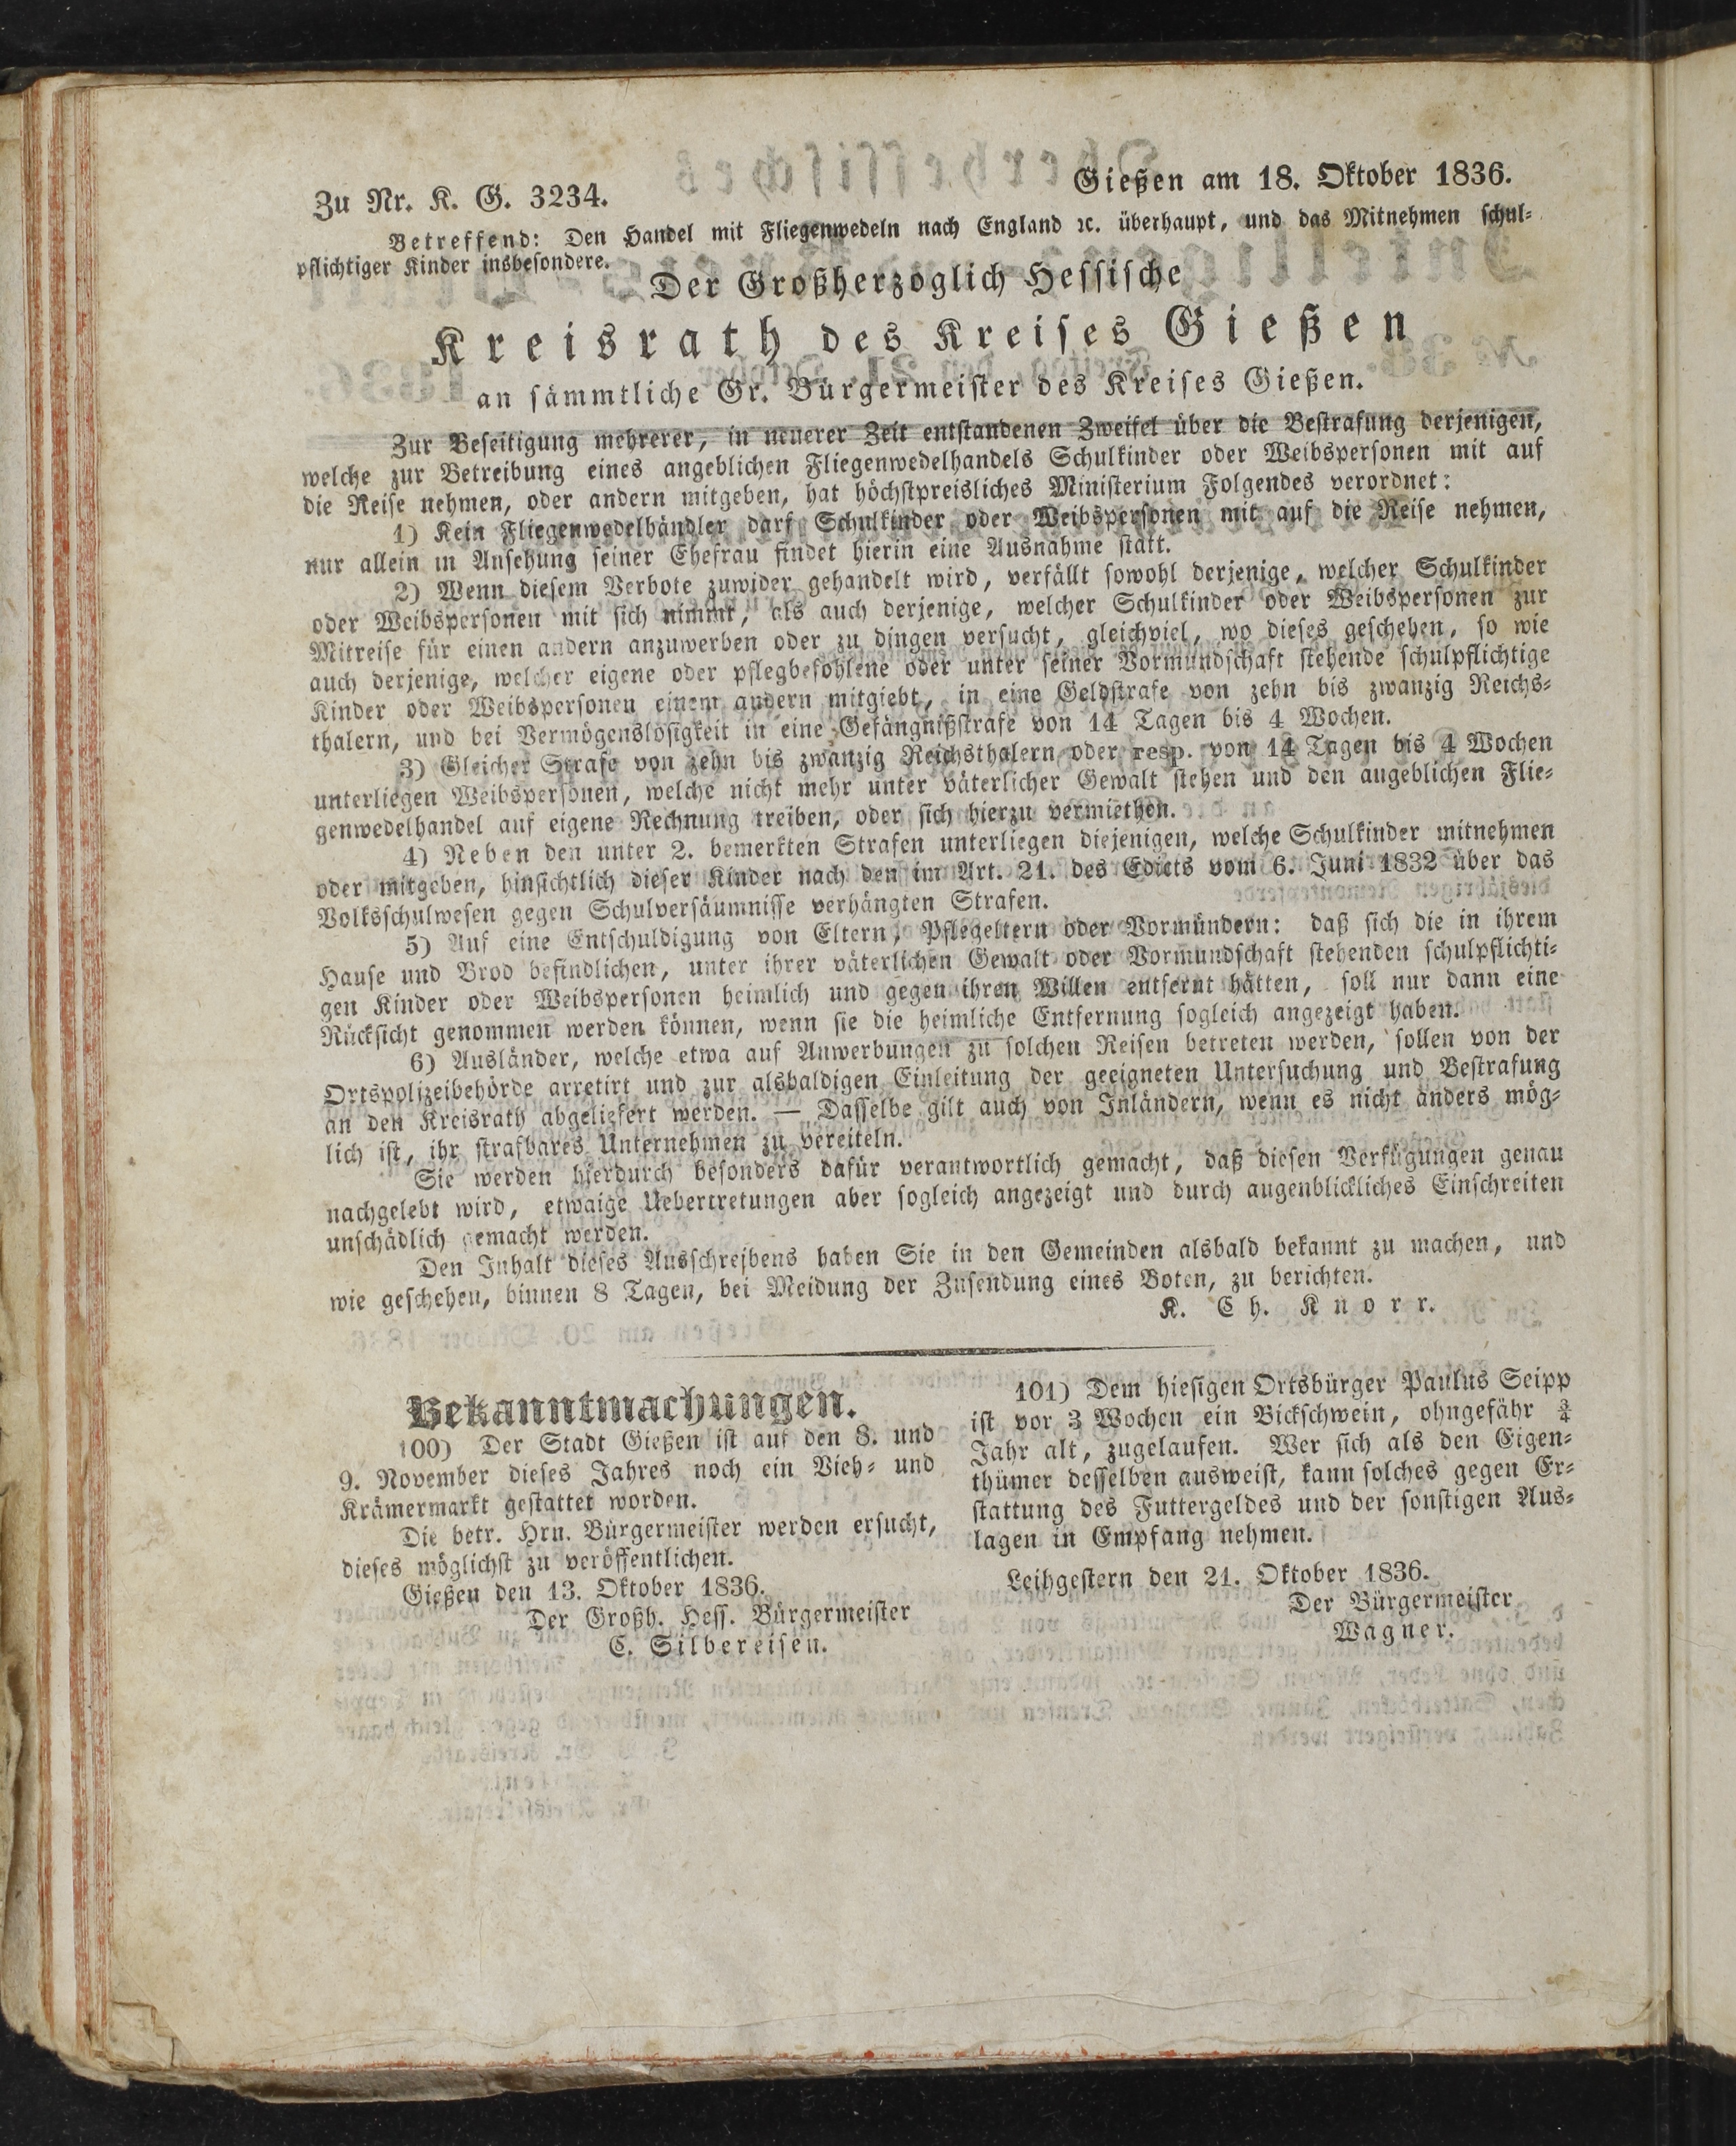 Zu Nr. K. G. 3234.
Gießen am 18. Oktober 1836.
Betreffend: Den Handel mit Fliegenwedeln nach England ꝛc. überhaupt, und das Mitnehmen schul-
pflichtiger Kinder insbesondere.
Der Großherzoglich Hessische
Kreisrath des Kreises Gießen
an sämmtliche Gr. Bürgermeister des Kreises Gießen.
Zur Beseitigung mehrerer, in neuerer Zeit entstandenen Zweifel über die Bestrafung derjenigen,
welche zur Betreibung eines angeblichen Fliegenwedelhandels Schulkinder oder Weibspersonen mit auf
die Reise nehmen, oder andern mitgeben, hat höchstpreisliches Ministerium Folgendes verordnet:
1) Kein Fliegenwedelhändler darf Schulkinder oder Weibspersonen mit auf die Reise nehmen,
nur allein in Ansehung seiner Ehefrau findet hierin eine Ausnahme statt.
2) Wenn diesem Verbote zuwider gehandelt wird, verfällt sowohl derjenige, welcher Schulkinder
oder Weibspersonen mit sich nimmt, als auch derjenige, welcher Schulkinder oder Weibspersonen zur
Mitreise für einen andern anzuwerben oder zu dingen versucht, gleichviel, wo dieses geschehen, so wie
auch derjenige, welcher eigene oder pflegbefohlene oder unter seiner Vormundschaft stehende schulpflichtige
Kinder oder Weibspersonen einem andern mitgiebt, in eine Geldstrafe von zehn bis zwanzig Reichs-
thalern, und bei Vermögenslosigkeit in eine Gefängnißstrafe von 14 Tagen bis 4 Wochen.
3) Gleicher Strafe von zehn bis zwanzig Reichsthalern oder resp. von 14 Tagen bis 4 Wochen
unterliegen Weibspersonen, welche nicht mehr unter väterlicher Gewalt stehen und den angeblichen Flie-
genwedelhandel auf eigene Rechnung treiben, oder sich hierzu vermiethen.
4) Neben den unter 2. bemerkten Strafen unterliegen diejenigen, welche Schulkinder mitnehmen
oder mitgeben, hinsichtlich dieser Kinder nach den im Art. 21. des Edicts vom 6. Juni 1832 über das
Volksschulwesen gegen Schulversäumnisse verhängten Strafen.
5) Auf eine Entschuldigung von Eltern, Pflegeltern oder Vormündern: daß sich die in ihrem
Hause und Brod befindlichen, unter ihrer väterlichen Gewalt oder Vormundschaft stehenden schulpflichti-
gen Kinder oder Weibspersonen heimlich und gegen ihren Willen entfernt hätten, soll nur dann eine
Rücksicht genommen werden können, wenn sie die heimliche Entfernung sogleich angezeigt haben.
6) Ausländer, welche etwa auf Anwerbungen zu solchen Reisen betreten werden, sollen von der
Ortspolizeibehörde arretirt und zur alsbaldigen Einleitung der geeigneten Untersuchung und Bestrafung
an den Kreisrath abgeliefert werden. — Dasselbe gilt auch von Inländern, wenn es nicht anders mög-
lich ist, ihr strafbares Unternehmen zu vereiteln.
Sie werden hierdurch besonders dafür verantwortlich gemacht, daß diesen Verfügungen genau
nachgelebt wird, etwaige Uebertretungen aber sogleich angezeigt und durch augenblickliches Einschreiten
unschädlich gemacht werden.
Den Inhalt dieses Ausschreibens haben Sie in den Gemeinden alsbald bekannt zu machen, und
wie geschehen, binnen 8 Tagen, bei Meidung der Zusendung eines Boten, zu berichten.
K. Ch. Knorr.
Bekanntmachungen.
100) Der Stadt Gießen ist auf den 8. und
9. November dieses Jahres noch ein Vieh- und
Krämermarkt gestattet worden.
Die betr. Hrn. Bürgermeister werden ersucht,
dieses möglichst zu veröffentlichen.
Gießen den 13. Oktober 1836.
Der Großh. Hess. Bürgermeister
C. Silbereisen.
101) Dem hiesigen Ortsbürger Paulus Seipp
ist vor 3 Wochen ein Bickschwein, ohngefähr ¾
Jahr alt, zugelaufen. Wer sich als den Eigen-
thümer desselben ausweist, kann solches gegen Er-
stattung des Futtergeldes und der sonstigen Aus-
lagen in Empfang nehmen.
Leihgestern den 21. Oktober 1836.
Der Bürgermeister
Wagner.